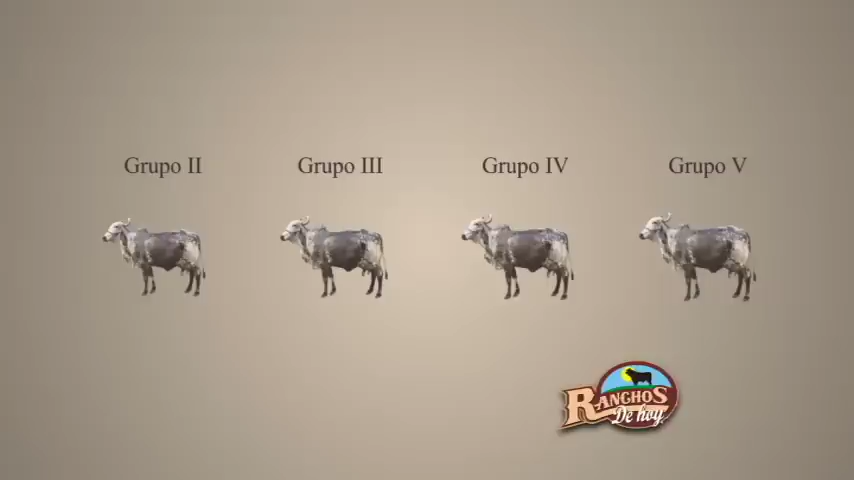 Grupo II
Grupo III
Grupo IV
Grupo V
RANCHOS
De hoy